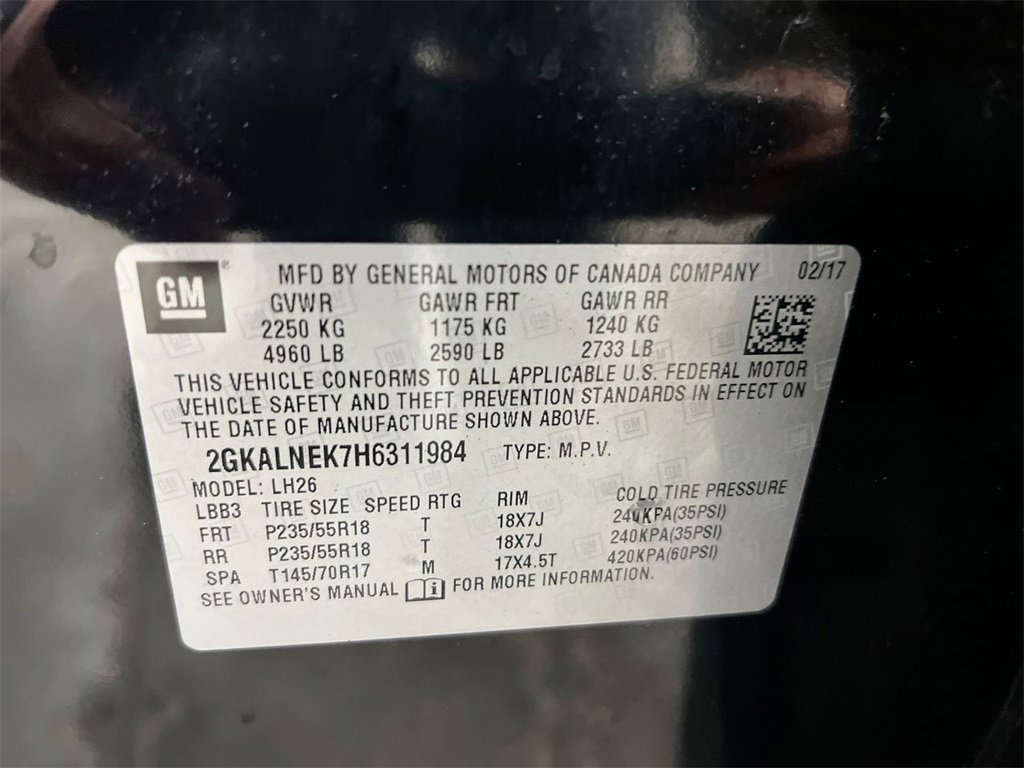 GM ® MFD BY GENERAL MOTORS OF CANADA COMPANY 02/17
GVWR GAWR FRT GAWR RR
2250 KG 1175 KG 1240 KG
4960 LB 2590 LB 2733 LB
THIS VEHICLE CONFORMS TO ALL APPLICABLE U.S. FEDERAL MOTOR
VEHICLE SAFETY AND THEFT PREVENTION STANDARDS IN EFFECT ON
THE DATE OF MANUFACTURE SHOWN ABOVE.
2GKALNEK7H6311984 TYPE: M.P.V.
MODEL: LH26
LBB3 TIRE SIZE SPEED RTG RIM COLD TIRE PRESSURE
FRT P235/55R18 T 18X7J 240KPA(35PSI)
RR P235/55R18 T 18X7J 240KPA(35PSI)
SPA T145/70R17 M 17X4.5T 420KPA(60PSI)
SEE OWNER'S MANUAL i FOR MORE INFORMATION.